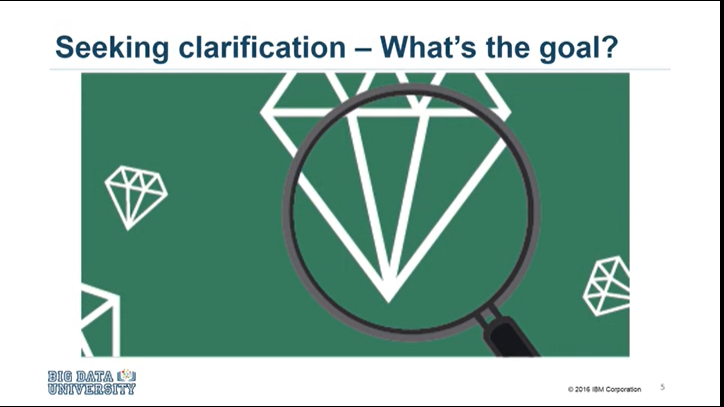 Seeking clarification – What's the goal?
BIG DATA
UNIVERSITY
© 2016 IBM Corporation
5